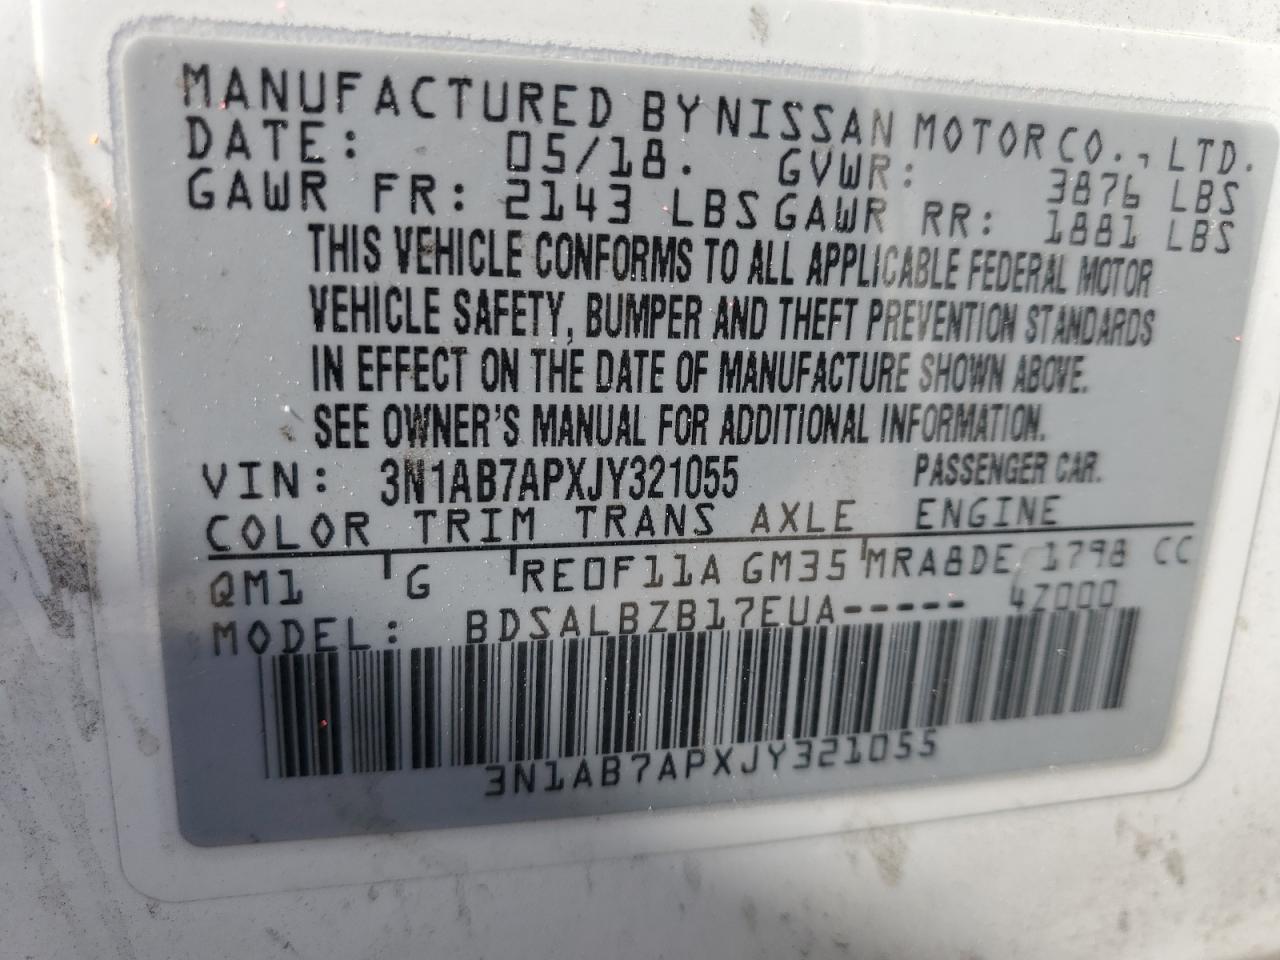 MANUFACTURED BY NISSAN MOTOR CO., LTD.
DATE: 05/18. GVWR: 3876 LBS
GAWR FR: 2143 LBS GAWR RR: 1881 LBS
THIS VEHICLE CONFORMS TO ALL APPLICABLE FEDERAL MOTOR
VEHICLE SAFETY, BUMPER AND THEFT PREVENTION STANDARDS
IN EFFECT ON THE DATE OF MANUFACTURE SHOWN ABOVE.
SEE OWNER'S MANUAL FOR ADDITIONAL INFORMATION.
VIN: 3N1AB7APXJY321055 PASSENGER CAR.
COLOR TRIM TRANS AXLE ENGINE
QM1 G RE0F11A GM35 MRA8DE 1798 CC
MODEL: BDSALBZB17EUA----- 4Z000
3N1AB7APXJY321055